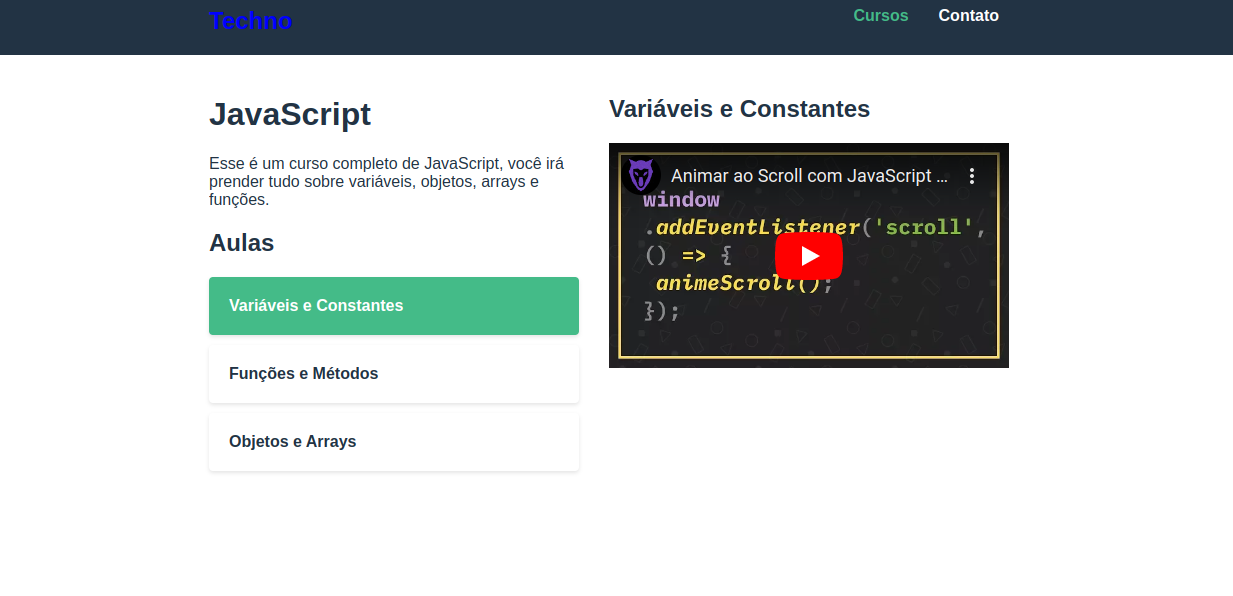 Techno
Cursos
Contato
JavaScript
Esse é um curso completo de JavaScript, você irá
prender tudo sobre variáveis, objetos, arrays e
funções.
Aulas
Variáveis e Constantes
Funções e Métodos
Objetos e Arrays
Variáveis e Constantes
Animar ao Scroll com JavaScript ...
window
.addEventListener('scroll',
() => {
animeScroll();
});